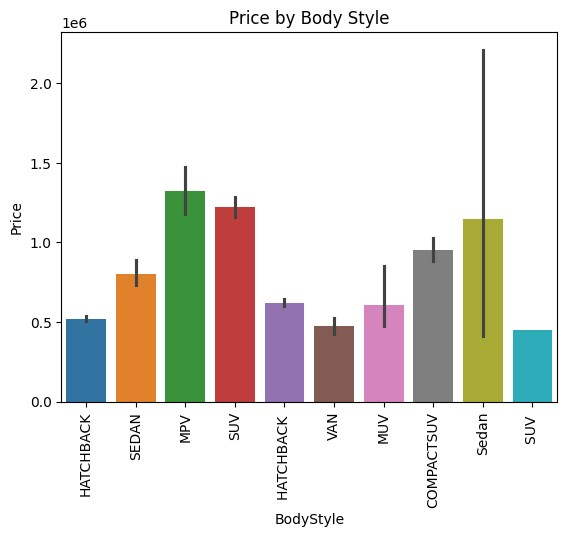 Price by Body Style
1e6
Price
2.0
1.5
1.0
0.5
0.0
HATCHBACK
SEDAN
MPV
SUV
HATCHBACK
VAN
MUV
COMPACTSUV
Sedan
SUV
BodyStyle